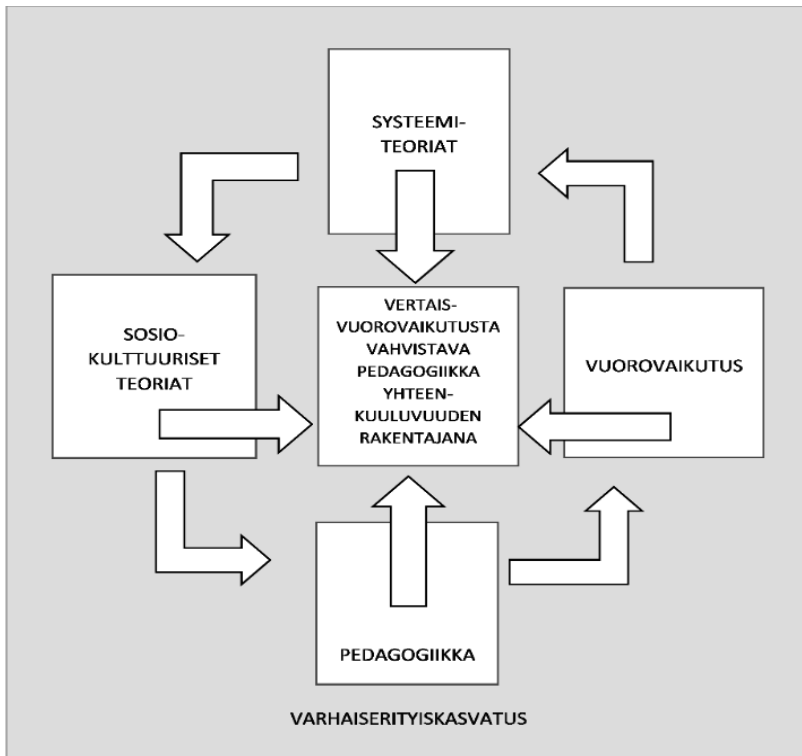 SYSTEEMI-
TEORIAT
SOSIO-
KULTTUURISET
TEORIAT
VERTAIS-
VUOROVAIKUTUSTA
VAHVISTAVA
PEDAGOGIIKKA
YHTEEN-
KUULUVUUDEN
RAKENTAJANA
VUOROVAIKUTUS
PEDAGOGIIKKA
VARHAISERITYISKASVATUS